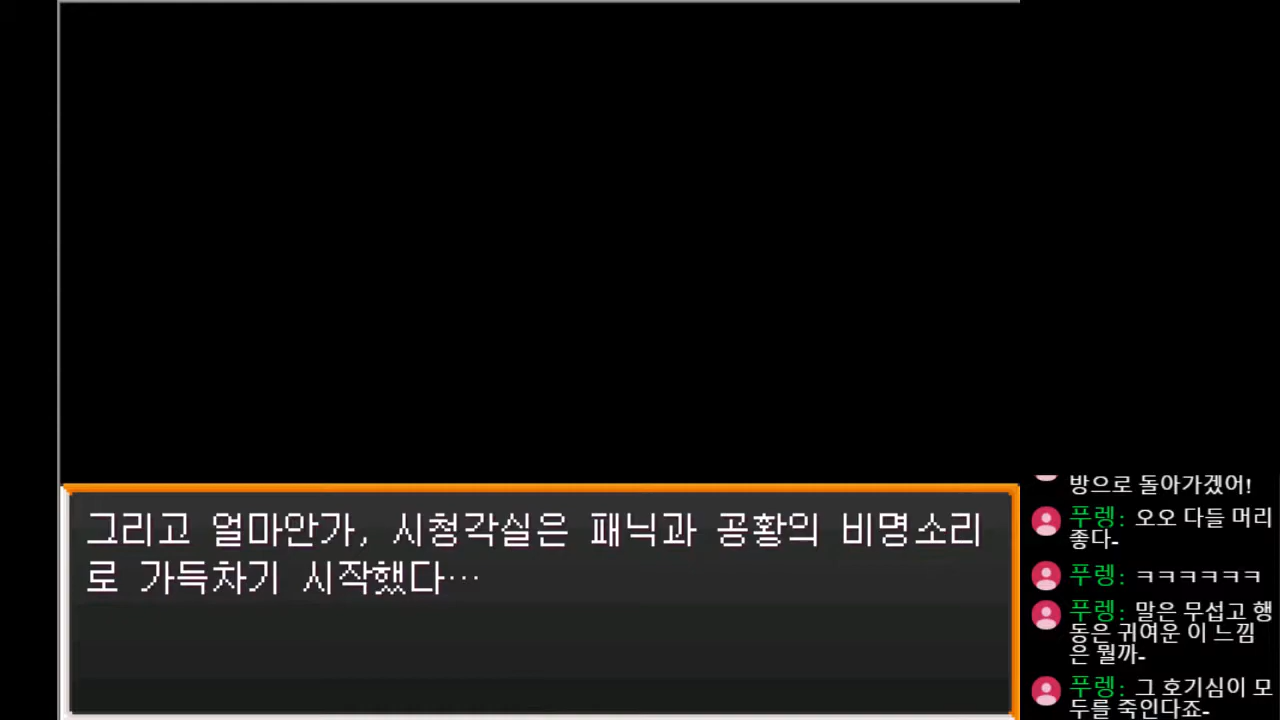 그리고 얼마안가, 시청각실은 패닉과 공황의 비명소리
로 가득차기 시작했다…
방으로 돌아가겠어!
푸렝: 오오 다들 머리
좋다-
푸렝: ㅋㅋㅋㅋㅋㅋ
푸렝: 말은 무섭고 행
동은 귀여운 이 느낌
은 뭘까-
푸렝: 그 호기심이 모
두를 죽인다죠-